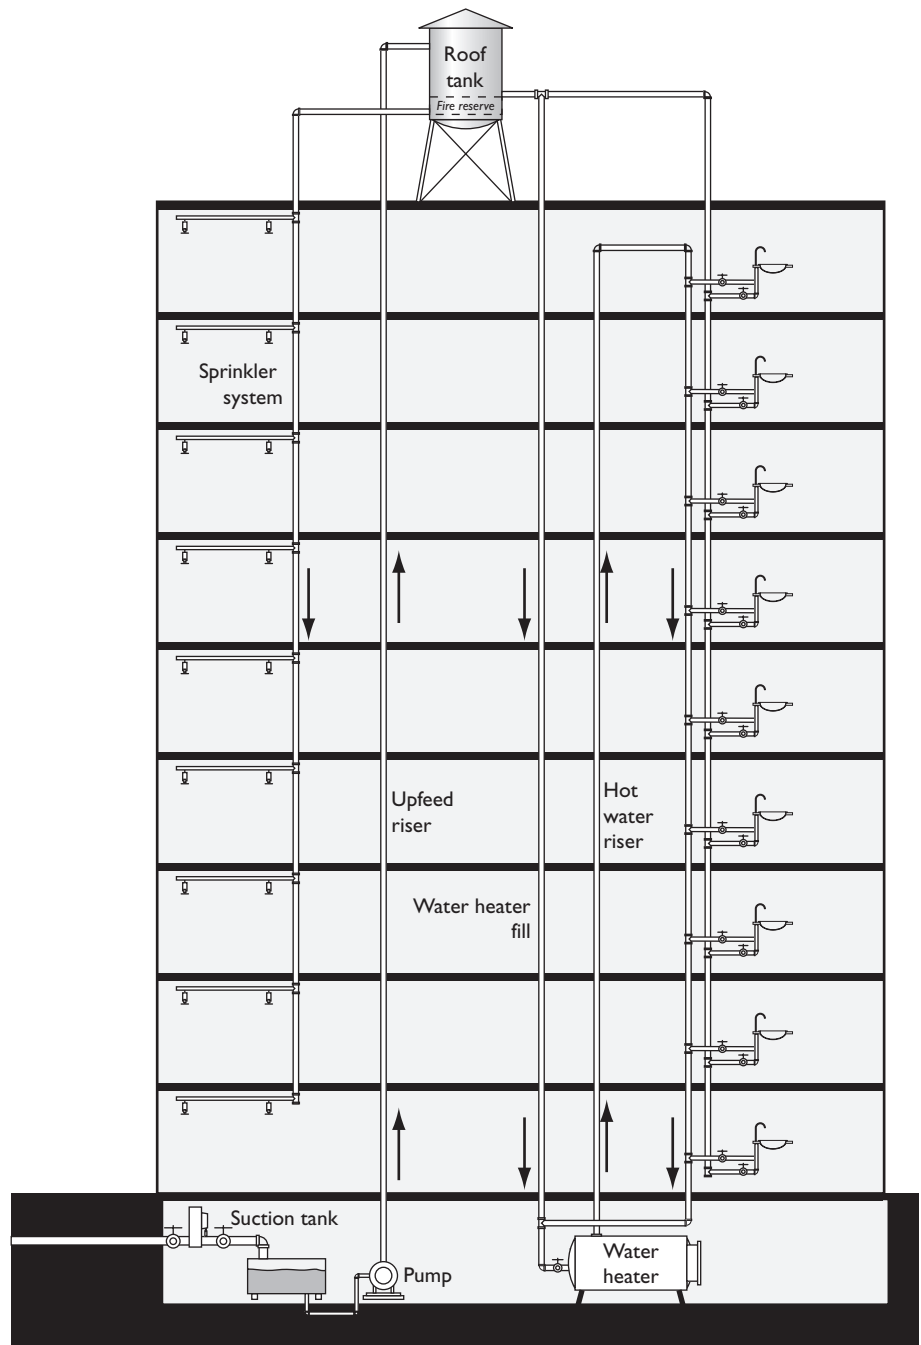 Roof
tank
Fire reserve
Sprinkler
system
Upfeed
riser
Hot
water
riser
Water heater
fill
Suction tank
Pump
Water
heater